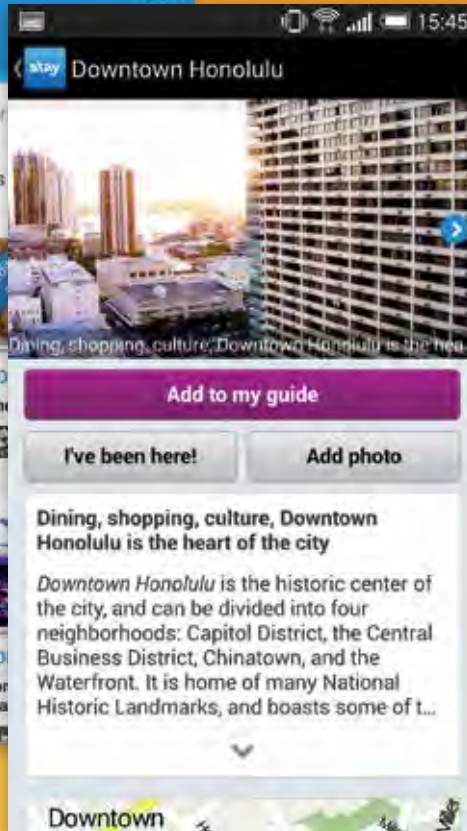 15:45
stay Downtown Honolulu
Dining, shopping, culture, Downtown Honolulu is the hea
Add to my guide
I've been here!
Add photo
Dining, shopping, culture, Downtown
Honolulu is the heart of the city
Downtown Honolulu is the historic center of
the city, and can be divided into four
neighborhoods: Capitol District, the Central
Business District, Chinatown, and the
Waterfront. It is home of many National
Historic Landmarks, and boasts some of t...
Downtown